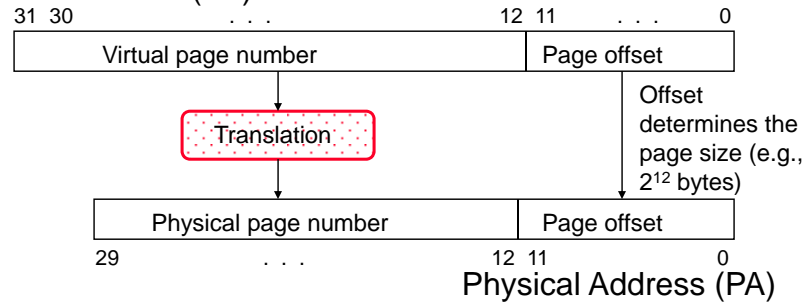 31 30 . . . 12 11 0
Virtual page number Page offset
Translation
Offset
determines the
page size (e.g.,
2¹² bytes)
Physical page number Page offset
29 . . . 12 11 0
Physical Address (PA)